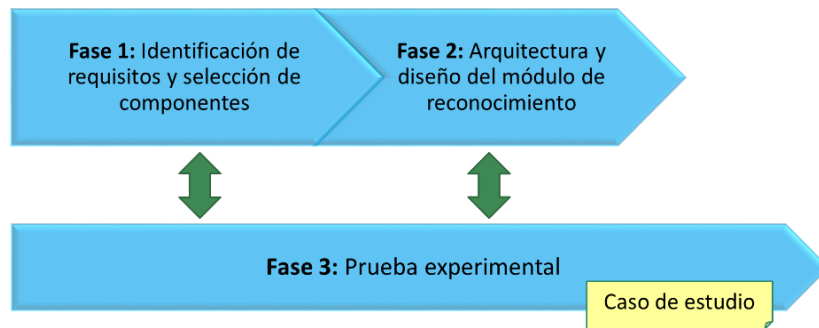 Fase 1: Identificación de
requisitos y selección de
componentes
Fase 2: Arquitectura y
diseño del módulo de
reconocimiento
Fase 3: Prueba experimental
Caso de estudio